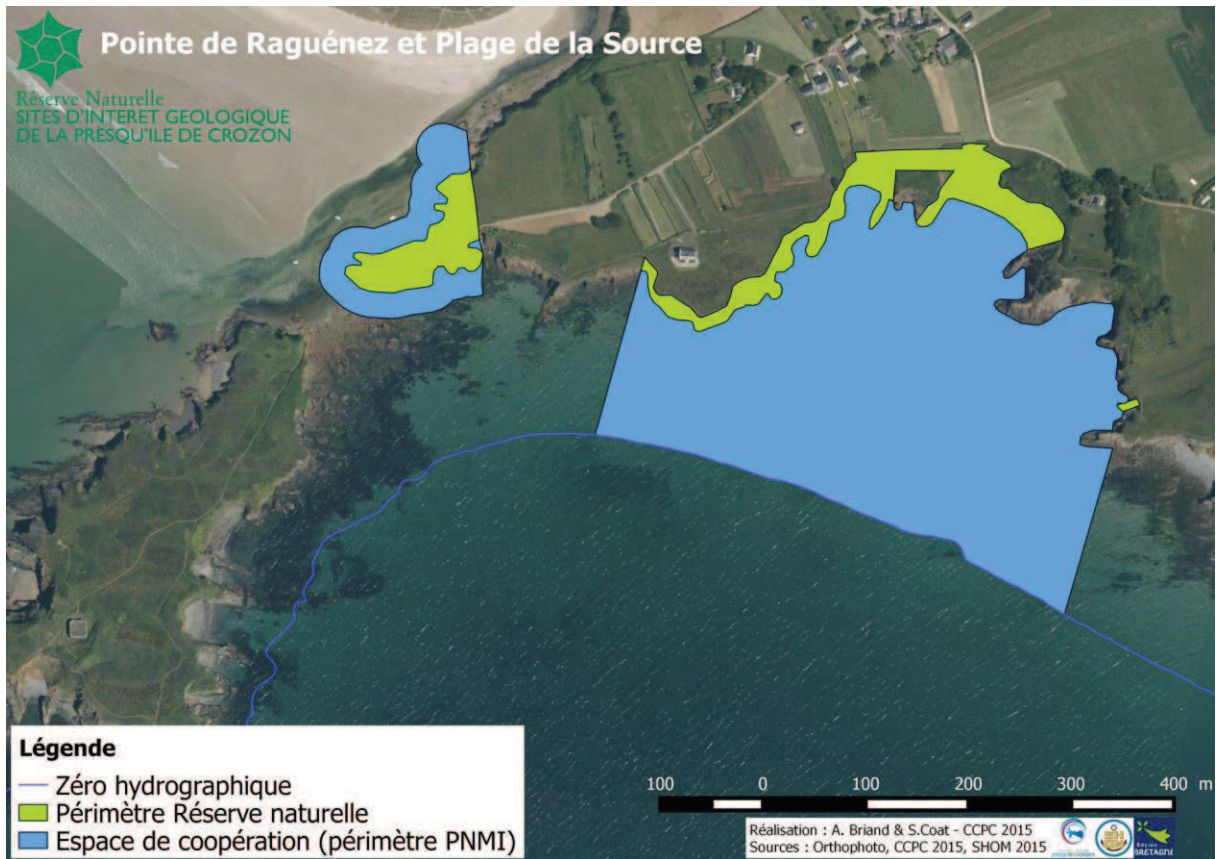 Pointe de Raguénez et Plage de la Source
Réserve Naturelle
SITES D'INTERET GEOLOGIQUE
DE LA PRESQU'ILE DE CROZON
Légende
Zéro hydrographique
Périmètre Réserve naturelle
Espace de coopération (périmètre PNMI)
100 0 100 200 300 400 m
Réalisation : A. Briand & S.Coat - CCPC 2015
Sources : Orthophoto, CCPC 2015, SHOM 2015
Région
BRETAGNE